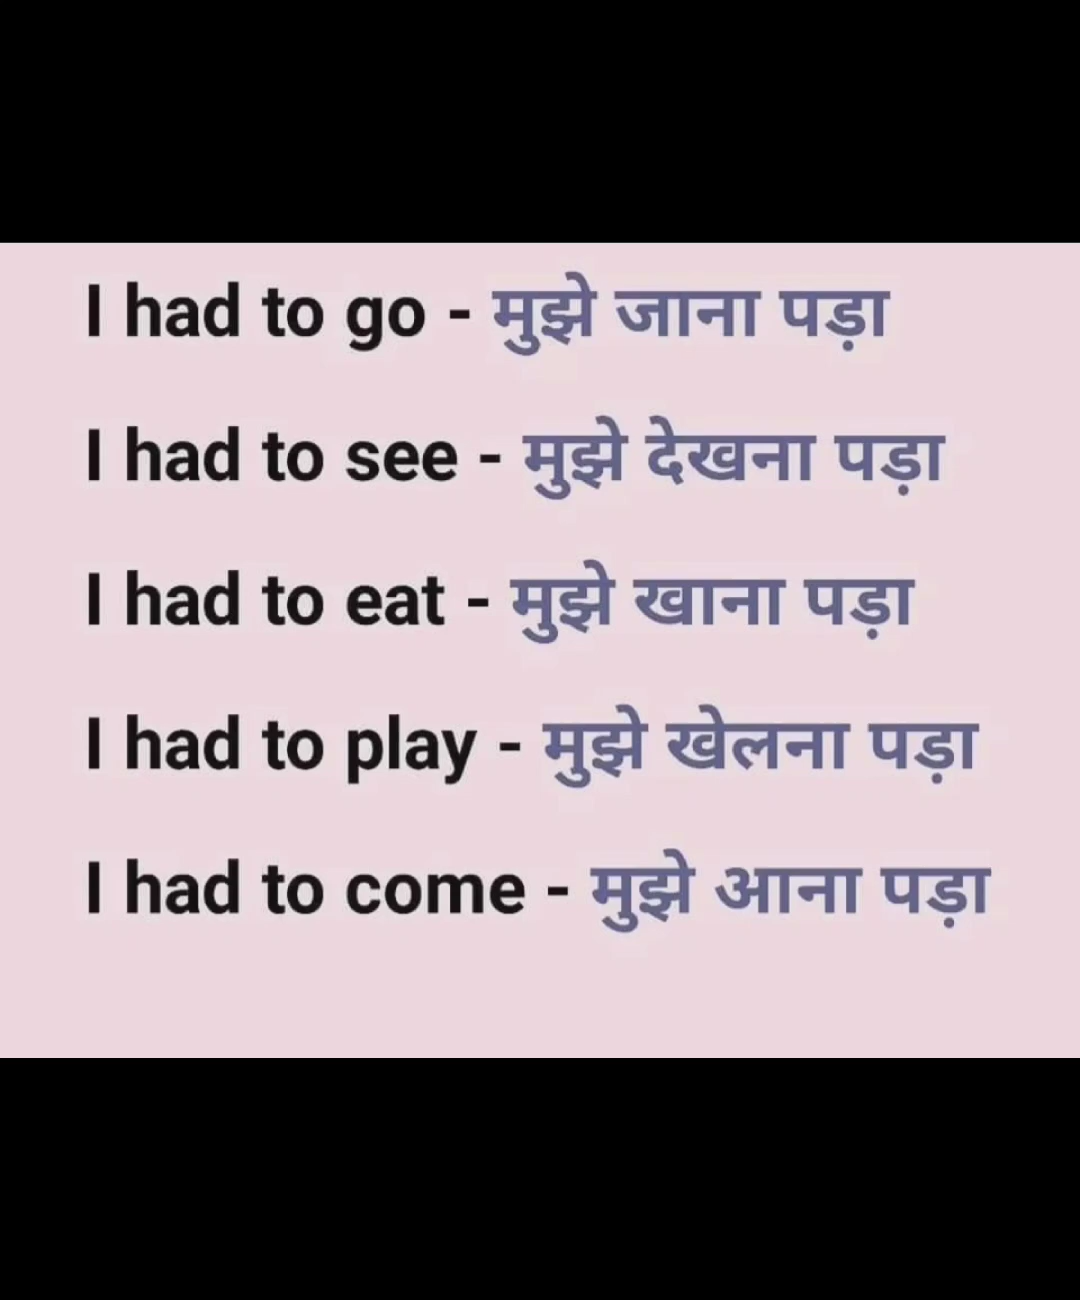 I had to go - मुझे जाना पड़ा
I had to see - मुझे देखना पड़ा
I had to eat - मुझे खाना पड़ा
I had to play - मुझे खेलना पड़ा
I had to come - मुझे आना पड़ा